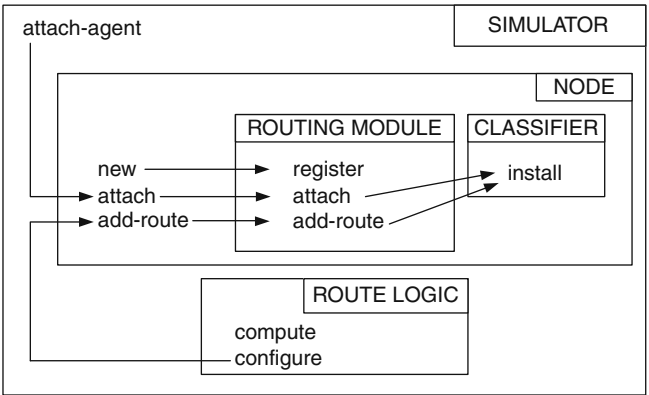 attach-agent
SIMULATOR
NODE
ROUTING MODULE
CLASSIFIER
new
register
install
attach
attach
add-route
add-route
ROUTE LOGIC
compute
configure